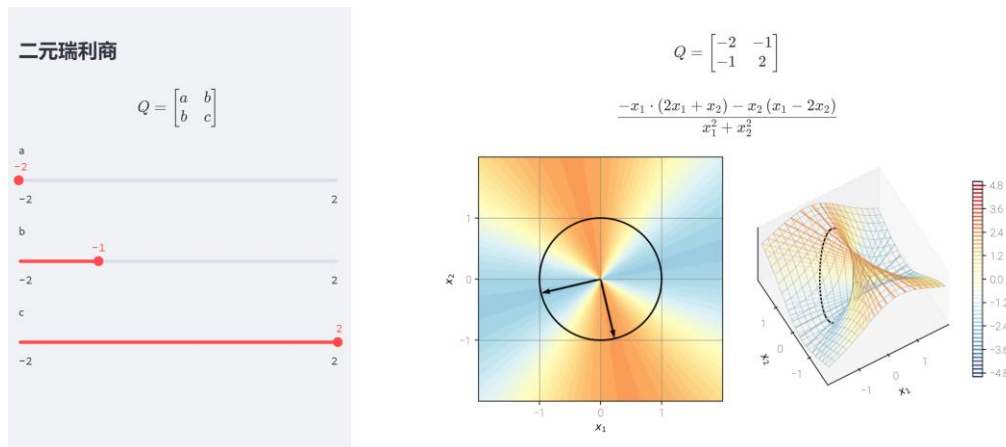 二元瑞利商
Q = [a b
b c]
a
-2
-2 2
b
-1
-2 2
c
2
-2 2
Q = [-2 -1
-1 2]
-x₁ · (2x₁ + x₂) - x₂ (x₁ - 2x₂)
x₁² + x₂²
1
0
-1
x₂
-1 0 1
x₁
1
0
-1
x₂
-1
0
1
x₁
4.8
3.6
2.4
1.2
0.0
-1.2
-2.4
-3.6
-4.8